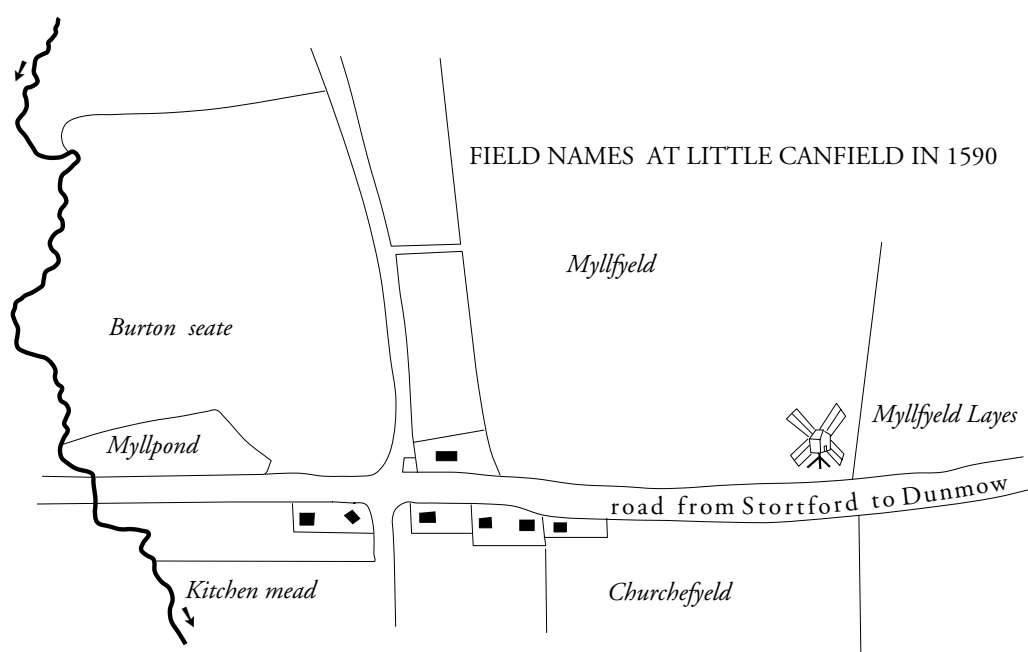 FIELD NAMES AT LITTLE CANFIELD IN 1590
Myllfyeld
Burton seate
Myllfyeld Layes
Myllpond
road from Stortford to Dunmow
Kitchen mead
Churchefyeld